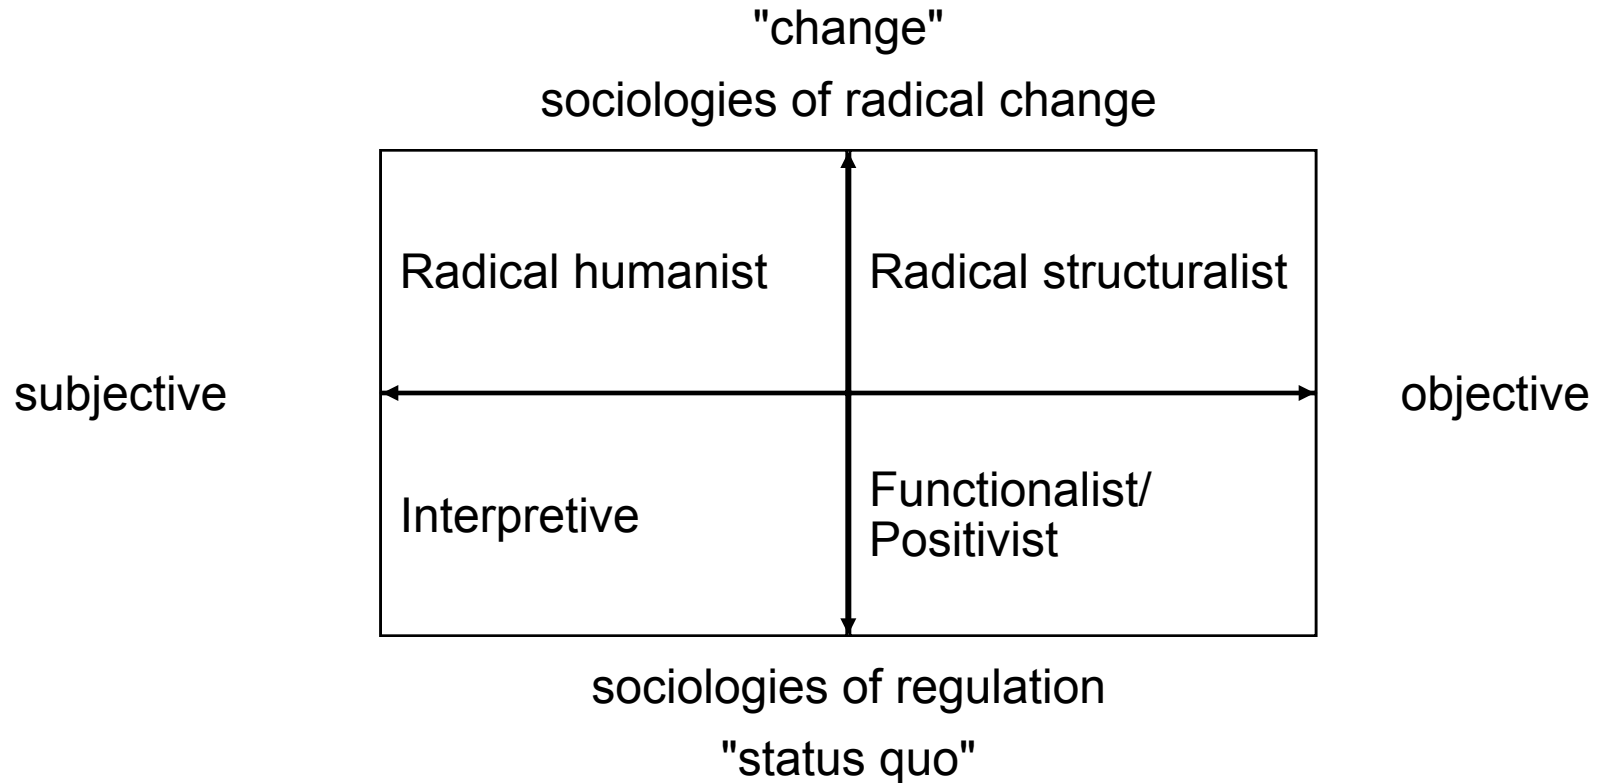 "change"
sociologies of radical change
Radical humanist
Radical structuralist
subjective
objective
Interpretive
Functionalist/
Positivist
sociologies of regulation
"status quo"